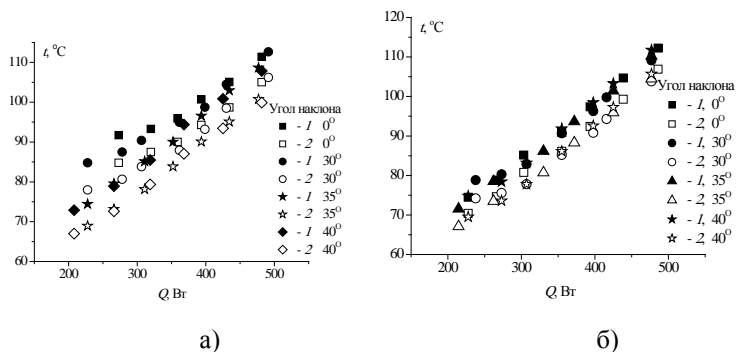 t, °C
110
100
90
80
70
60
200
300
400
500
Q, Вт
Угол наклона
- 1 0°
- 2 0°
- 1 30°
- 2 30°
- 1 35°
- 2 35°
- 1 40°
- 2 40°
а)
t, °C
120
110
100
90
80
70
60
200
300
400
500
Q, Вт
Угол наклона
- 1, 0°
- 2, 0°
- 1, 30°
- 2, 30°
- 1, 35°
- 2, 35°
- 1, 40°
- 2, 40°
б)